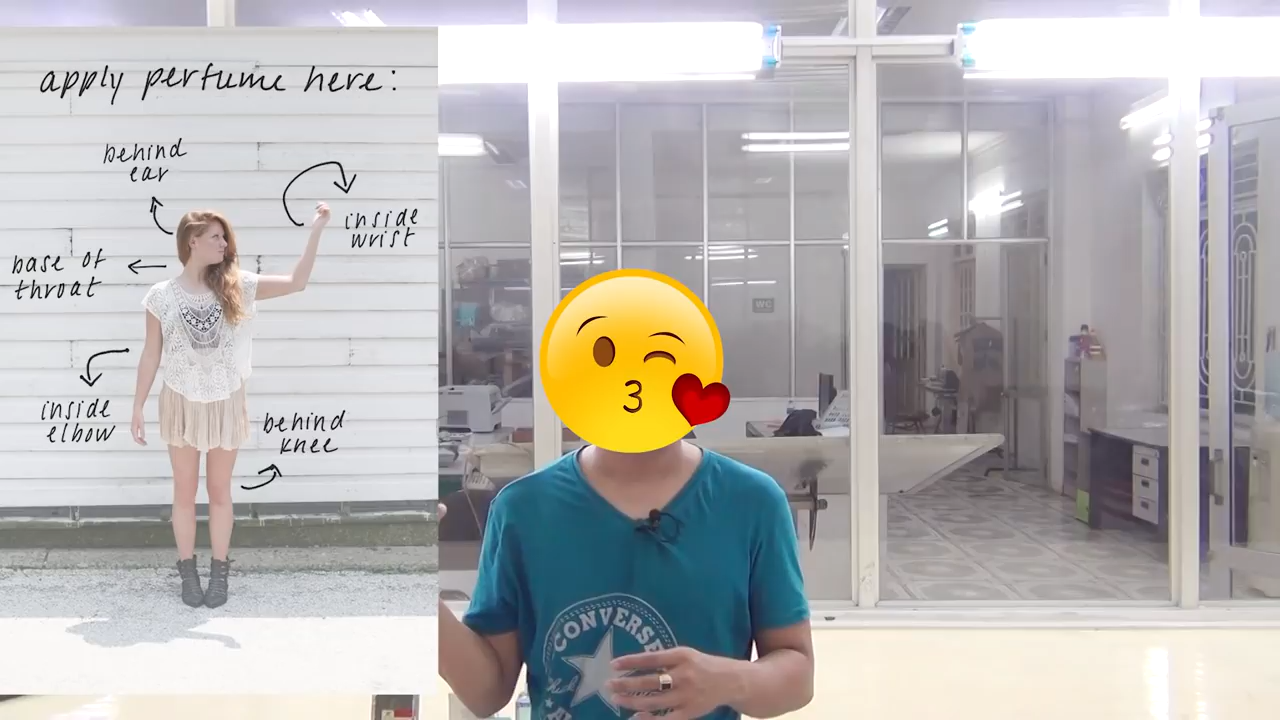 apply perfume here:
behind
ear
inside
wrist
base of
throat
inside
elbow
behind
knee
WC
CONVERSE